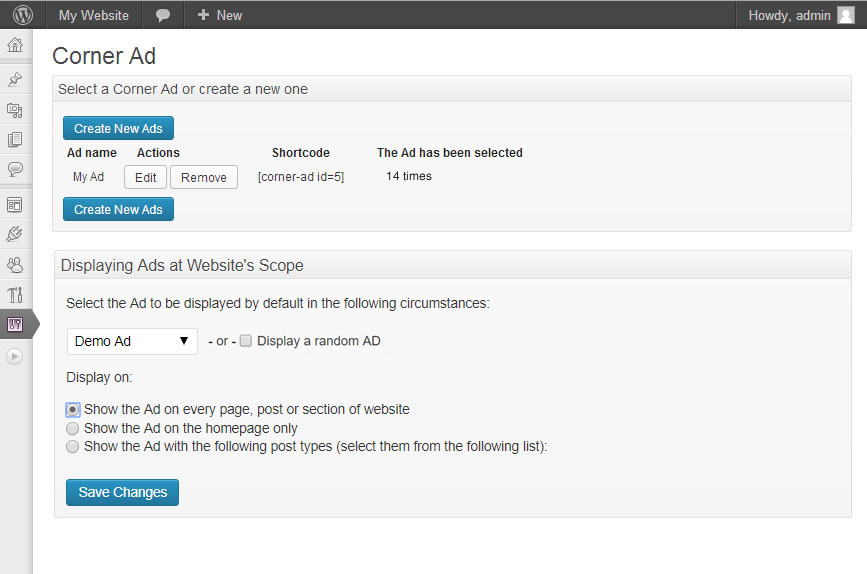 My Website New Howdy, admin
Corner Ad
Select a Corner Ad or create a new one
Create New Ads
Ad name Actions Shortcode The Ad has been selected
My Ad Edit Remove [corner-ad id=5] 14 times
Create New Ads
Displaying Ads at Website's Scope
Select the Ad to be displayed by default in the following circumstances:
Demo Ad - or - Display a random AD
Display on:
Show the Ad on every page, post or section of website
Show the Ad on the homepage only
Show the Ad with the following post types (select them from the following list):
Save Changes